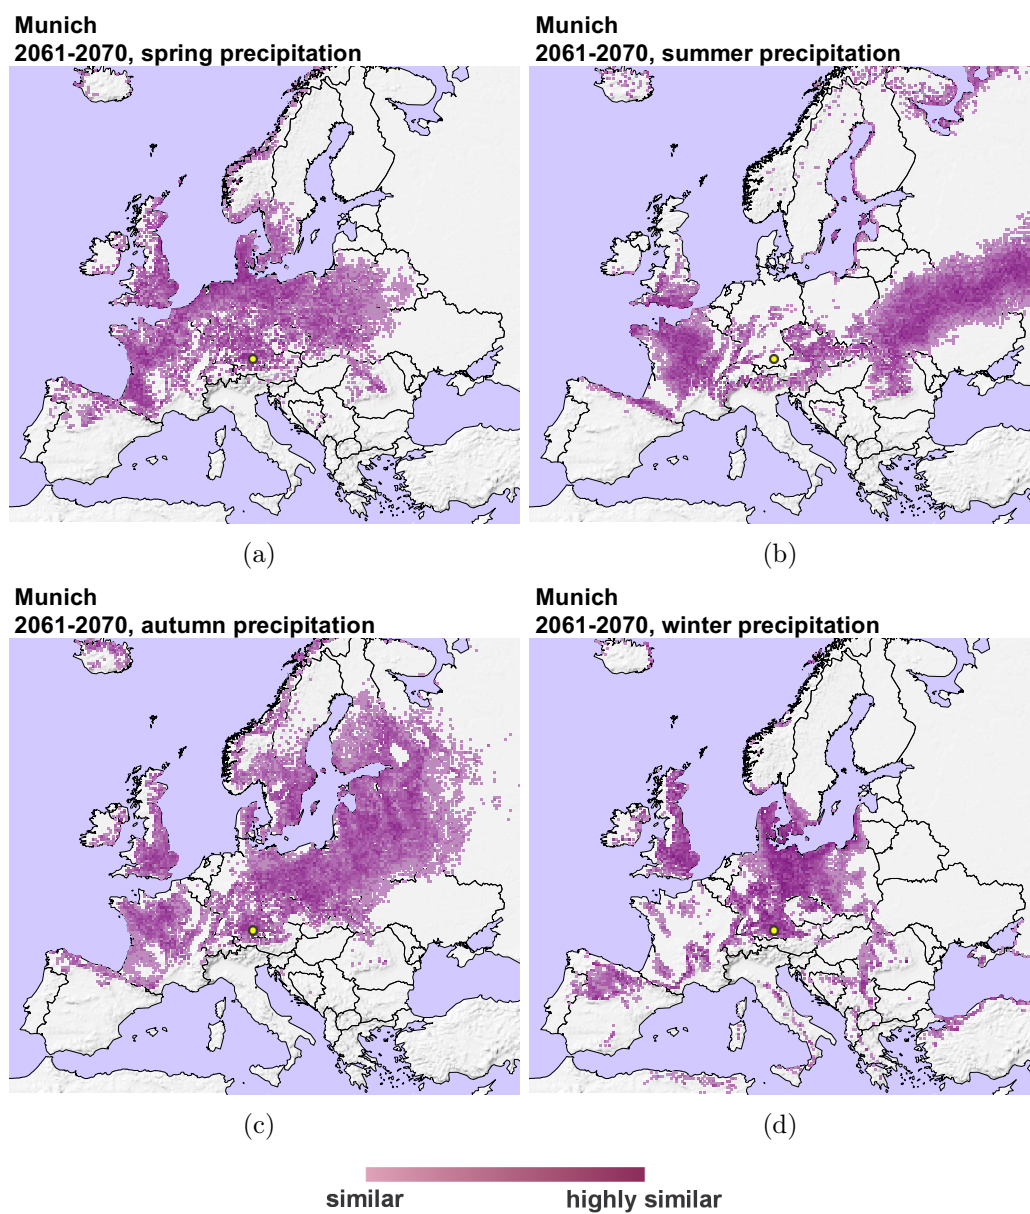 Munich
2061-2070, spring precipitation
Munich
2061-2070, summer precipitation
(a)
(b)
Munich
2061-2070, autumn precipitation
Munich
2061-2070, winter precipitation
(c)
(d)
similar
highly similar